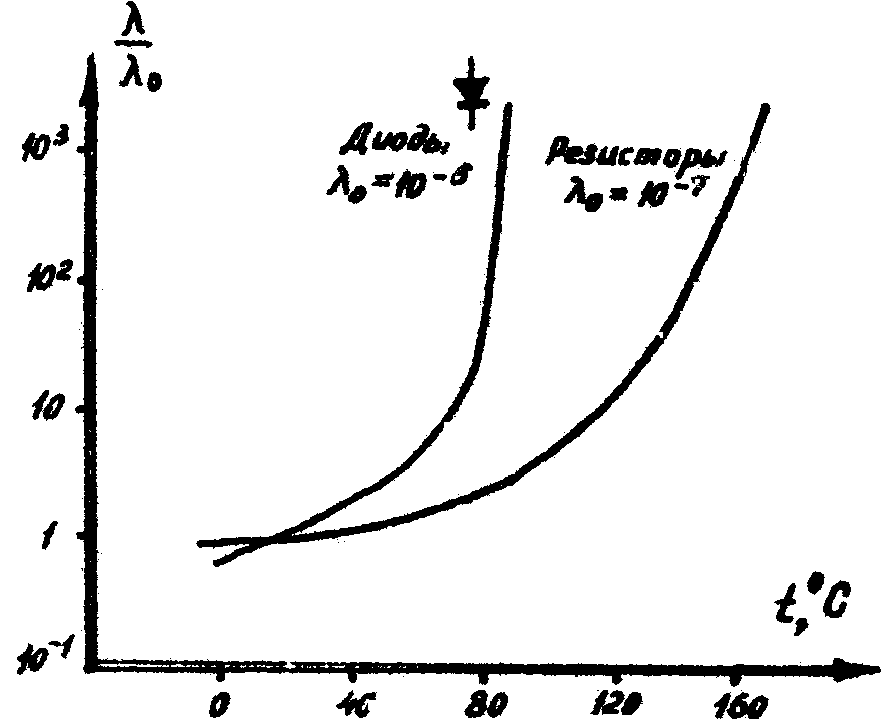 λ
λ₀
Диоды
λ₀ = 10⁻⁶
Резисторы
λ₀ = 10⁻⁷
10³
10²
10
1
10⁻¹
t,°C
0
40
80
120
160